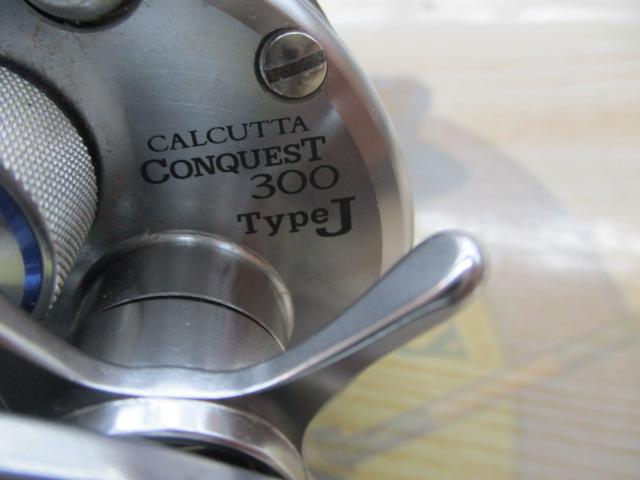 CALCUTTA
CONQUEST
300
Type J